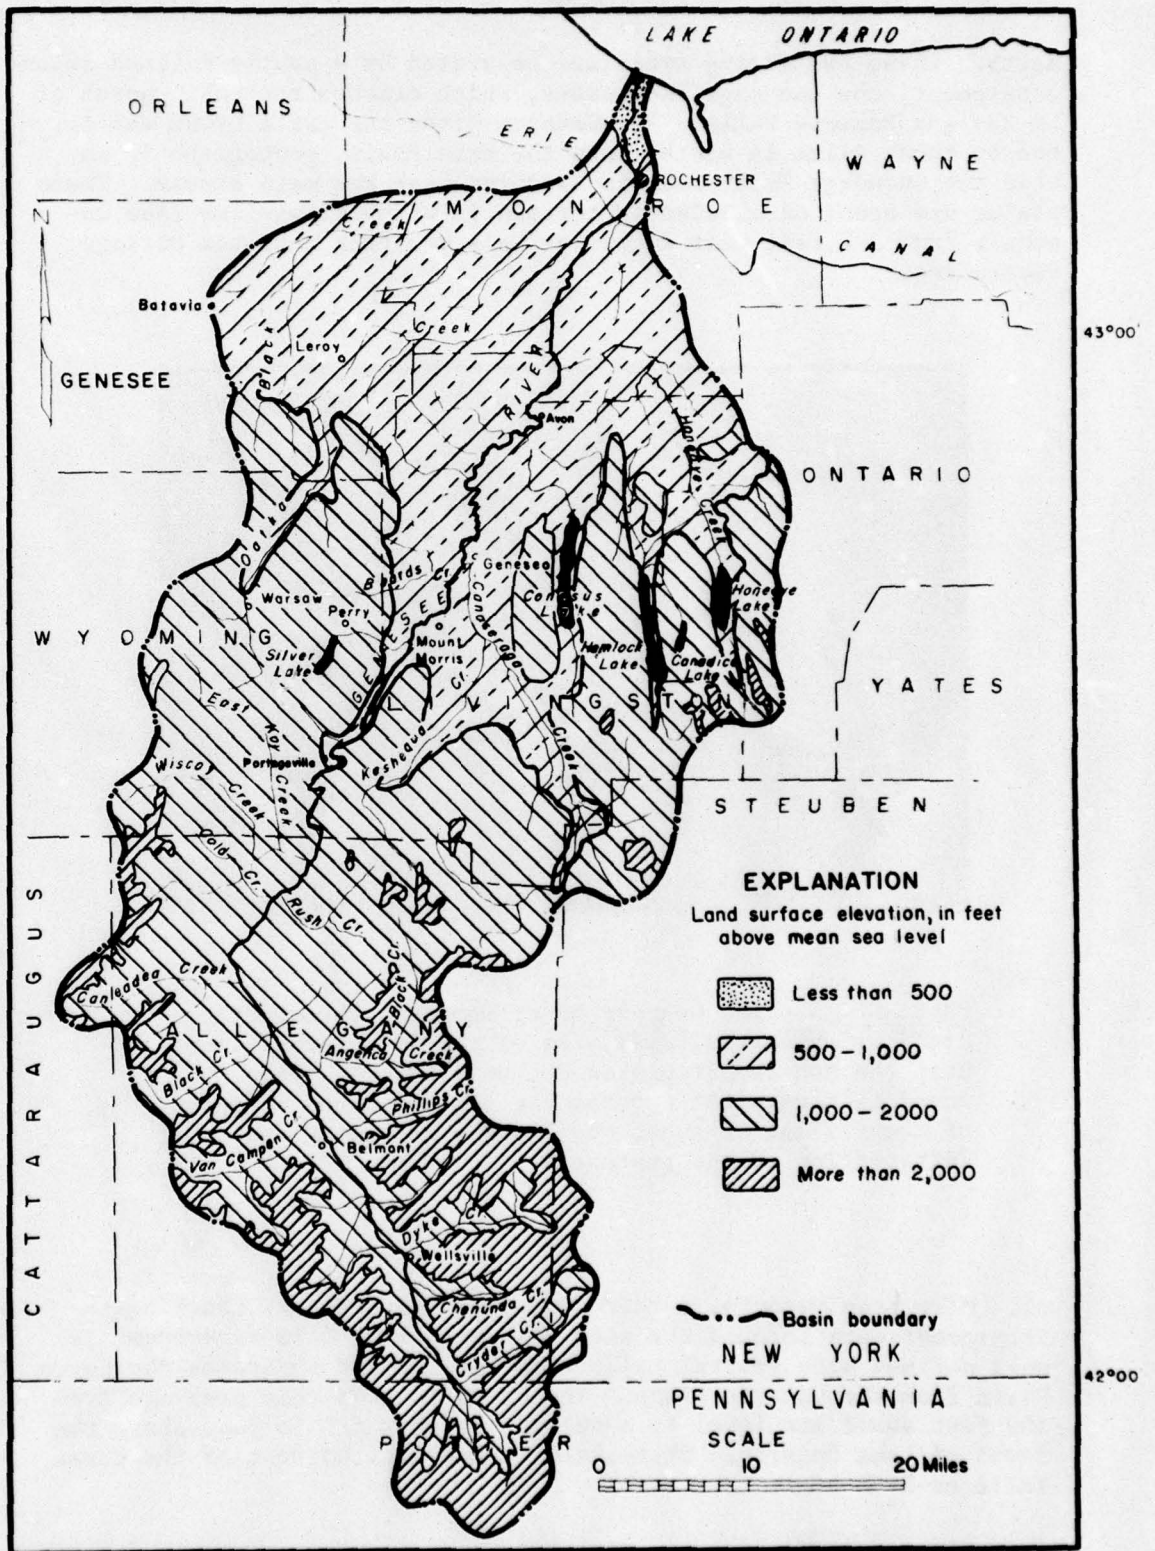 LAKE ONTARIO
ORLEANS
ERIE
WAYNE
ROCHESTER
N
MONROE
Creek
CANAL
Batavia
43°00'
Creek
Leroy
Black
GENESEE
RIVER
Avon
Honeoye Creek
ONTARIO
Oatka
Genesee
Beards Cr.
Canaseraga
Conesus Lake
Honeoye Lake
Warsaw
Perry
WYOMING
GENESEE
Mount Morris
Hemlock Lake
Silver Lake
Canadice Lake
YATES
Cr.
LIVINGSTON
East
Koy Creek
Keshequa
Creek
Portageville
Wiscoy
Creek
STEUBEN
Cold Cr.
EXPLANATION
Land surface elevation, in feet
above mean sea level
Rush Cr.
CATTARAUGUS
Less than 500
Canleadea Creek
Black Cr.
ALLEGANY
500-1,000
Angelica Creek
Black Cr.
Phillips Cr.
1,000-2000
Van Campen Cr.
Belmont
More than 2,000
Dyke Cr.
Wellsville
Chenunda Cr.
Cryder Cr.
Basin boundary
NEW YORK
42°00
PENNSYLVANIA
POTTER
SCALE
0 10 20 Miles